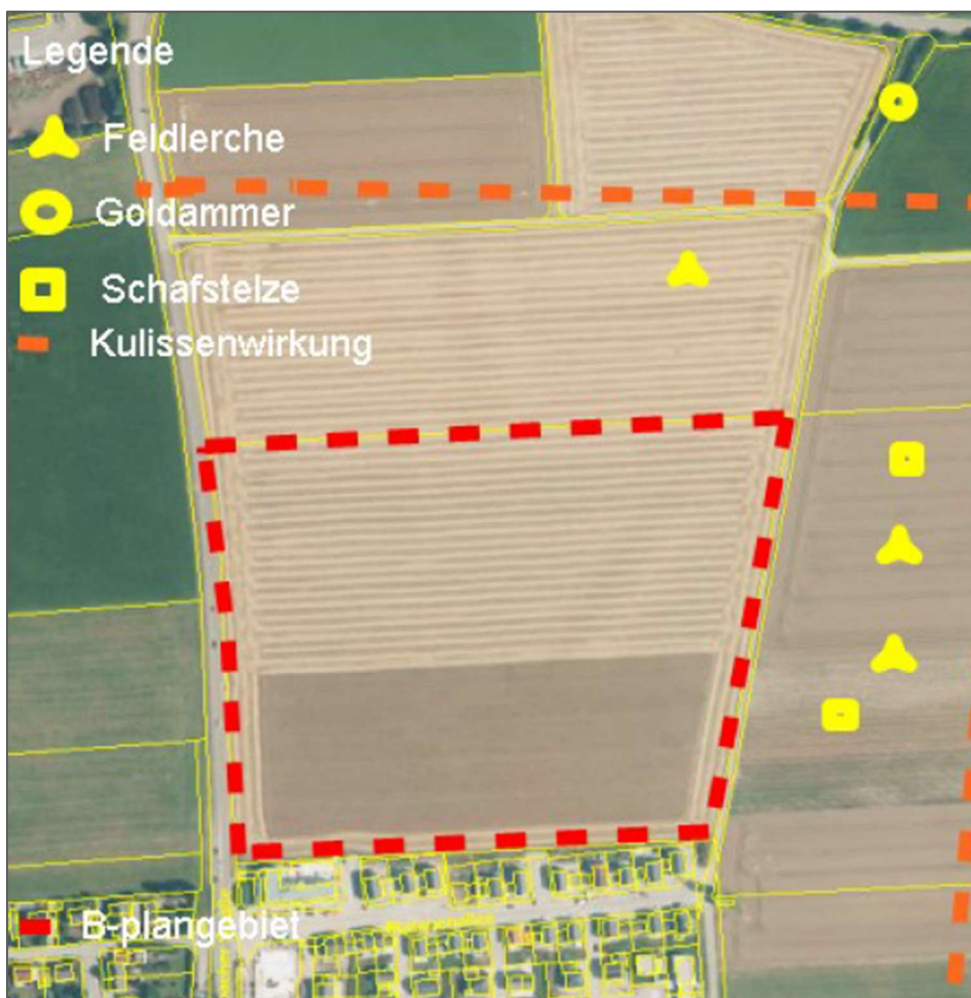 Legende
Feldlerche
Goldammer
Schafstelze
Kulissenwirkung
B-plangebiet